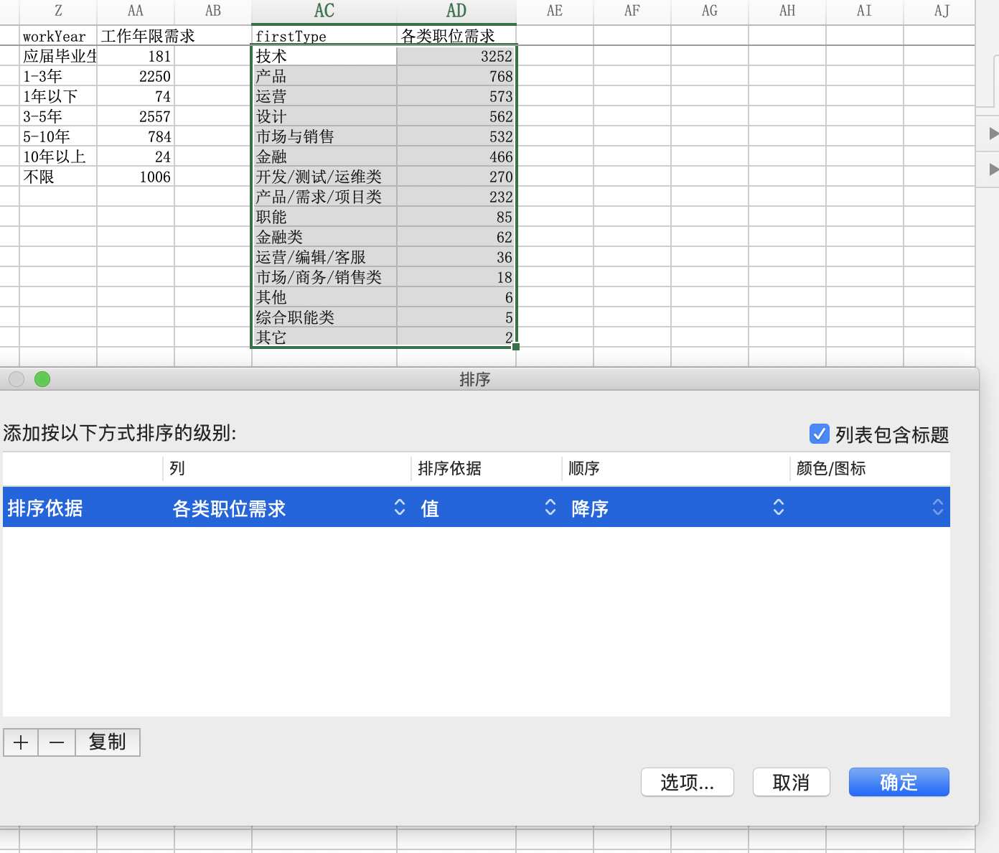 Z AA AB AC AD AE AF AG AH AI AJ
workYear 工作年限需求 firstType 各类职位需求
应届毕业生 181 技术 3252
1-3年 2250 产品 768
1年以下 74 运营 573
3-5年 2557 设计 562
5-10年 784 市场与销售 532
10年以上 24 金融 466
不限 1006 开发/测试/运维类 270
产品/需求/项目类 232
职能 85
金融类 62
运营/编辑/客服 36
市场/商务/销售类 18
其他 6
综合职能类 5
其它 2
排序
添加按以下方式排序的级别:
列表包含标题
列 排序依据 顺序 颜色/图标
排序依据 各类职位需求 值 降序
+ − 复制
选项... 取消 确定